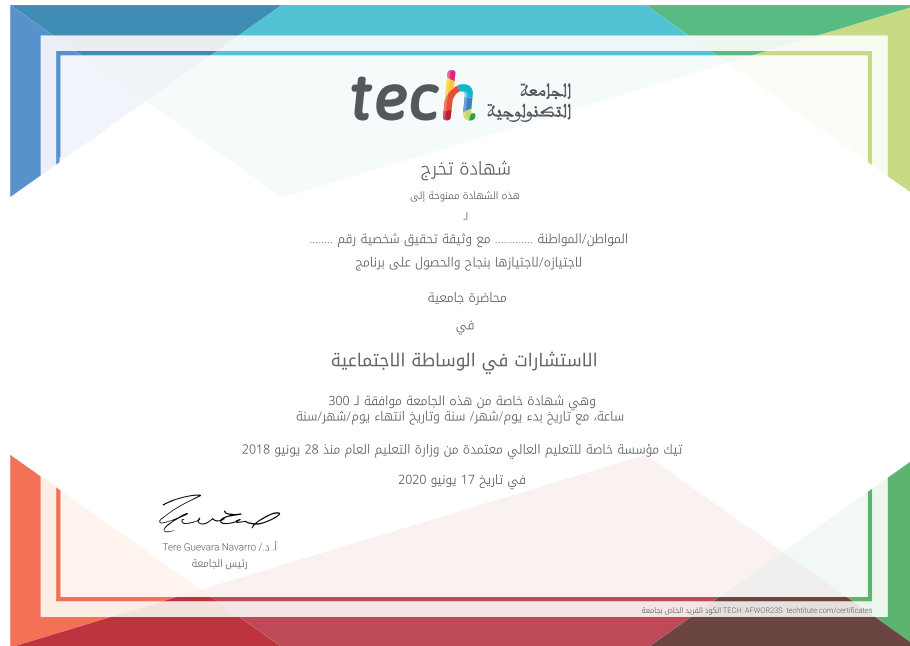 tech الجامعة
التكنولوجية
شهادة تخرج
هذه الشهادة ممنوحة إلى
لـ
المواطن/المواطنة ............. مع وثيقة تحقيق شخصية رقم ........
لاجتيازه/لاجتيازها بنجاح والحصول على برنامج
محاضرة جامعية
في
الاستشارات في الوساطة الاجتماعية
وهي شهادة خاصة من هذه الجامعة موافقة لـ 300
ساعة، مع تاريخ بدء يوم/شهر/ سنة وتاريخ انتهاء يوم/شهر/سنة
تيك مؤسسة خاصة للتعليم العالي معتمدة من وزارة التعليم العام منذ 28 يونيو 2018
في تاريخ 17 يونيو 2020
أ. د./ Tere Guevara Navarro
رئيس الجامعة
الكود الفريد الخاص بجامعة TECH: AFWOR23S techtitute.com/certificates